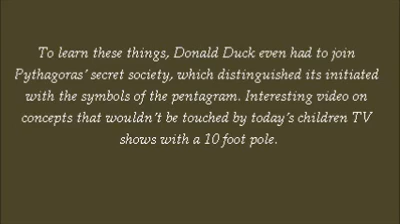 To learn these things, Donald Duck even had to join
Pythagoras' secret society, which distinguished its initiated
with the symbols of the pentagram. Interesting video on
concepts that wouldn't be touched by today's children TV
shows with a 10 foot pole.